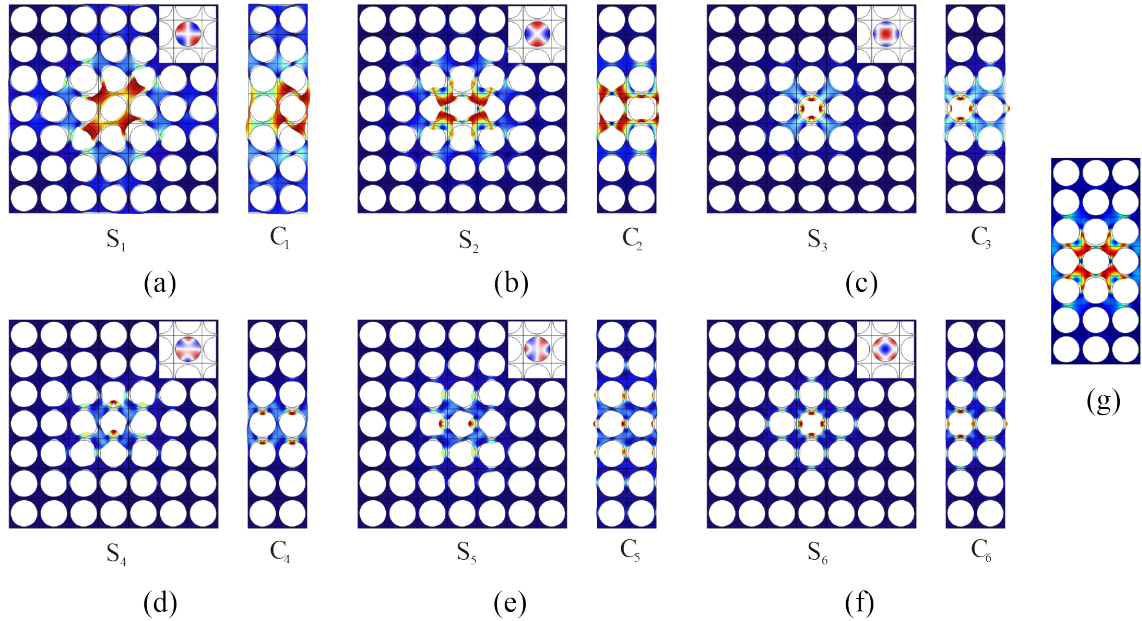 S₁ C₁ S₂ C₂ S₃ C₃
(a) (b) (c)
S₄ C₄ S₅ C₅ S₆ C₆
(g)
(d) (e) (f)